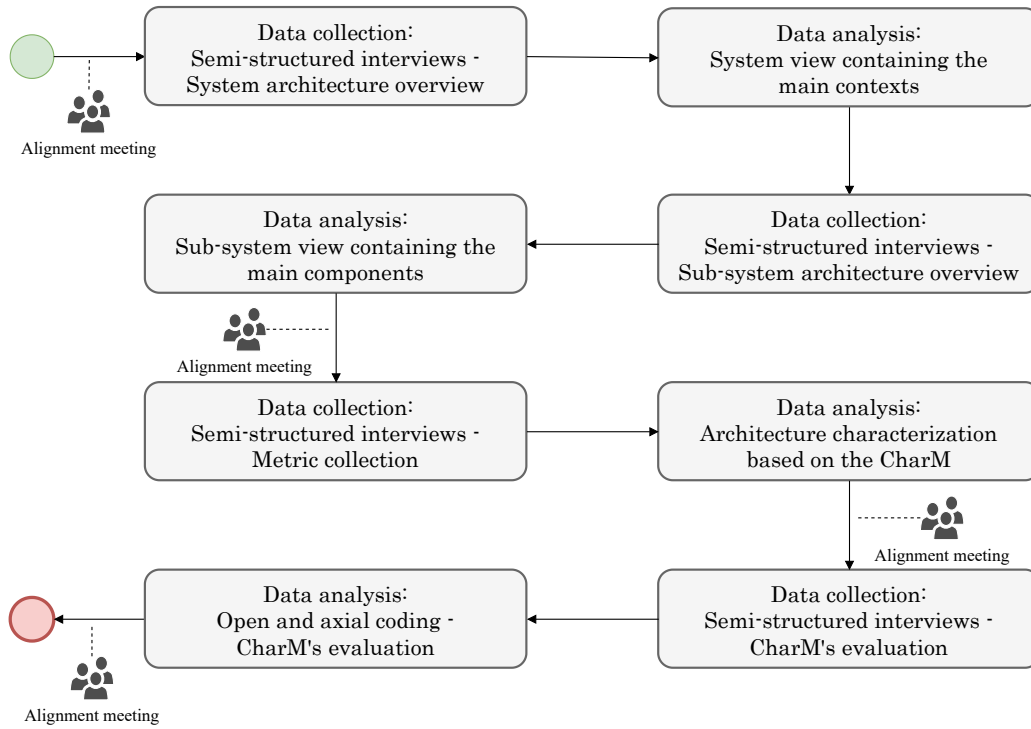 Data collection:
Semi-structured interviews -
System architecture overview
Data analysis:
System view containing the
main contexts
Alignment meeting
Data analysis:
Sub-system view containing the
main components
Data collection:
Semi-structured interviews -
Sub-system architecture overview
Alignment meeting
Data collection:
Semi-structured interviews -
Metric collection
Data analysis:
Architecture characterization
based on the CharM
Alignment meeting
Data analysis:
Open and axial coding -
CharM's evaluation
Data collection:
Semi-structured interviews -
CharM's evaluation
Alignment meeting